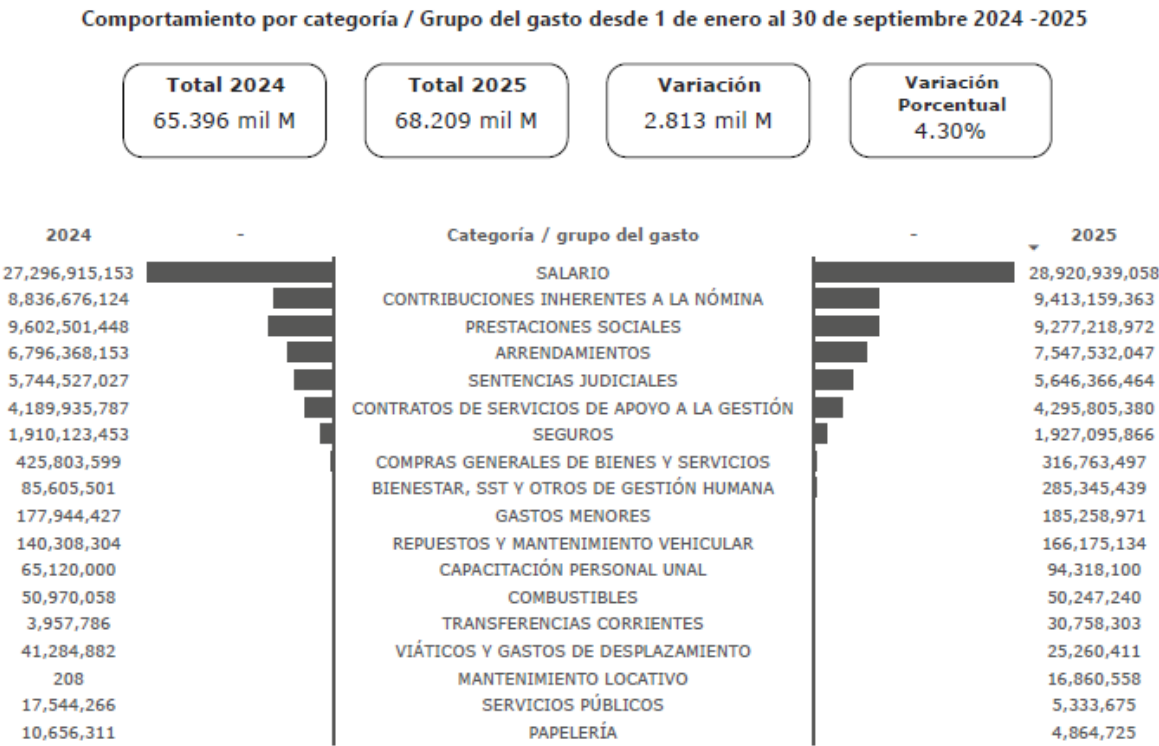 Comportamiento por categoría / Grupo del gasto desde 1 de enero al 30 de septiembre 2024 -2025
Total 2024
65.396 mil M
Total 2025
68.209 mil M
Variación
2.813 mil M
Variación
Porcentual
4.30%
2024 - Categoría / grupo del gasto - 2025
27,296,915,153 SALARIO 28,920,939,058
8,836,676,124 CONTRIBUCIONES INHERENTES A LA NÓMINA 9,413,159,363
9,602,501,448 PRESTACIONES SOCIALES 9,277,218,972
6,796,368,153 ARRENDAMIENTOS 7,547,532,047
5,744,527,027 SENTENCIAS JUDICIALES 5,646,366,464
4,189,935,787 CONTRATOS DE SERVICIOS DE APOYO A LA GESTIÓN 4,295,805,380
1,910,123,453 SEGUROS 1,927,095,866
425,803,599 COMPRAS GENERALES DE BIENES Y SERVICIOS 316,763,497
85,605,501 BIENESTAR, SST Y OTROS DE GESTIÓN HUMANA 285,345,439
177,944,427 GASTOS MENORES 185,258,971
140,308,304 REPUESTOS Y MANTENIMIENTO VEHICULAR 166,175,134
65,120,000 CAPACITACIÓN PERSONAL UNAL 94,318,100
50,970,058 COMBUSTIBLES 50,247,240
3,957,786 TRANSFERENCIAS CORRIENTES 30,758,303
41,284,882 VIÁTICOS Y GASTOS DE DESPLAZAMIENTO 25,260,411
208 MANTENIMIENTO LOCATIVO 16,860,558
17,544,266 SERVICIOS PÚBLICOS 5,333,675
10,656,311 PAPELERÍA 4,864,725